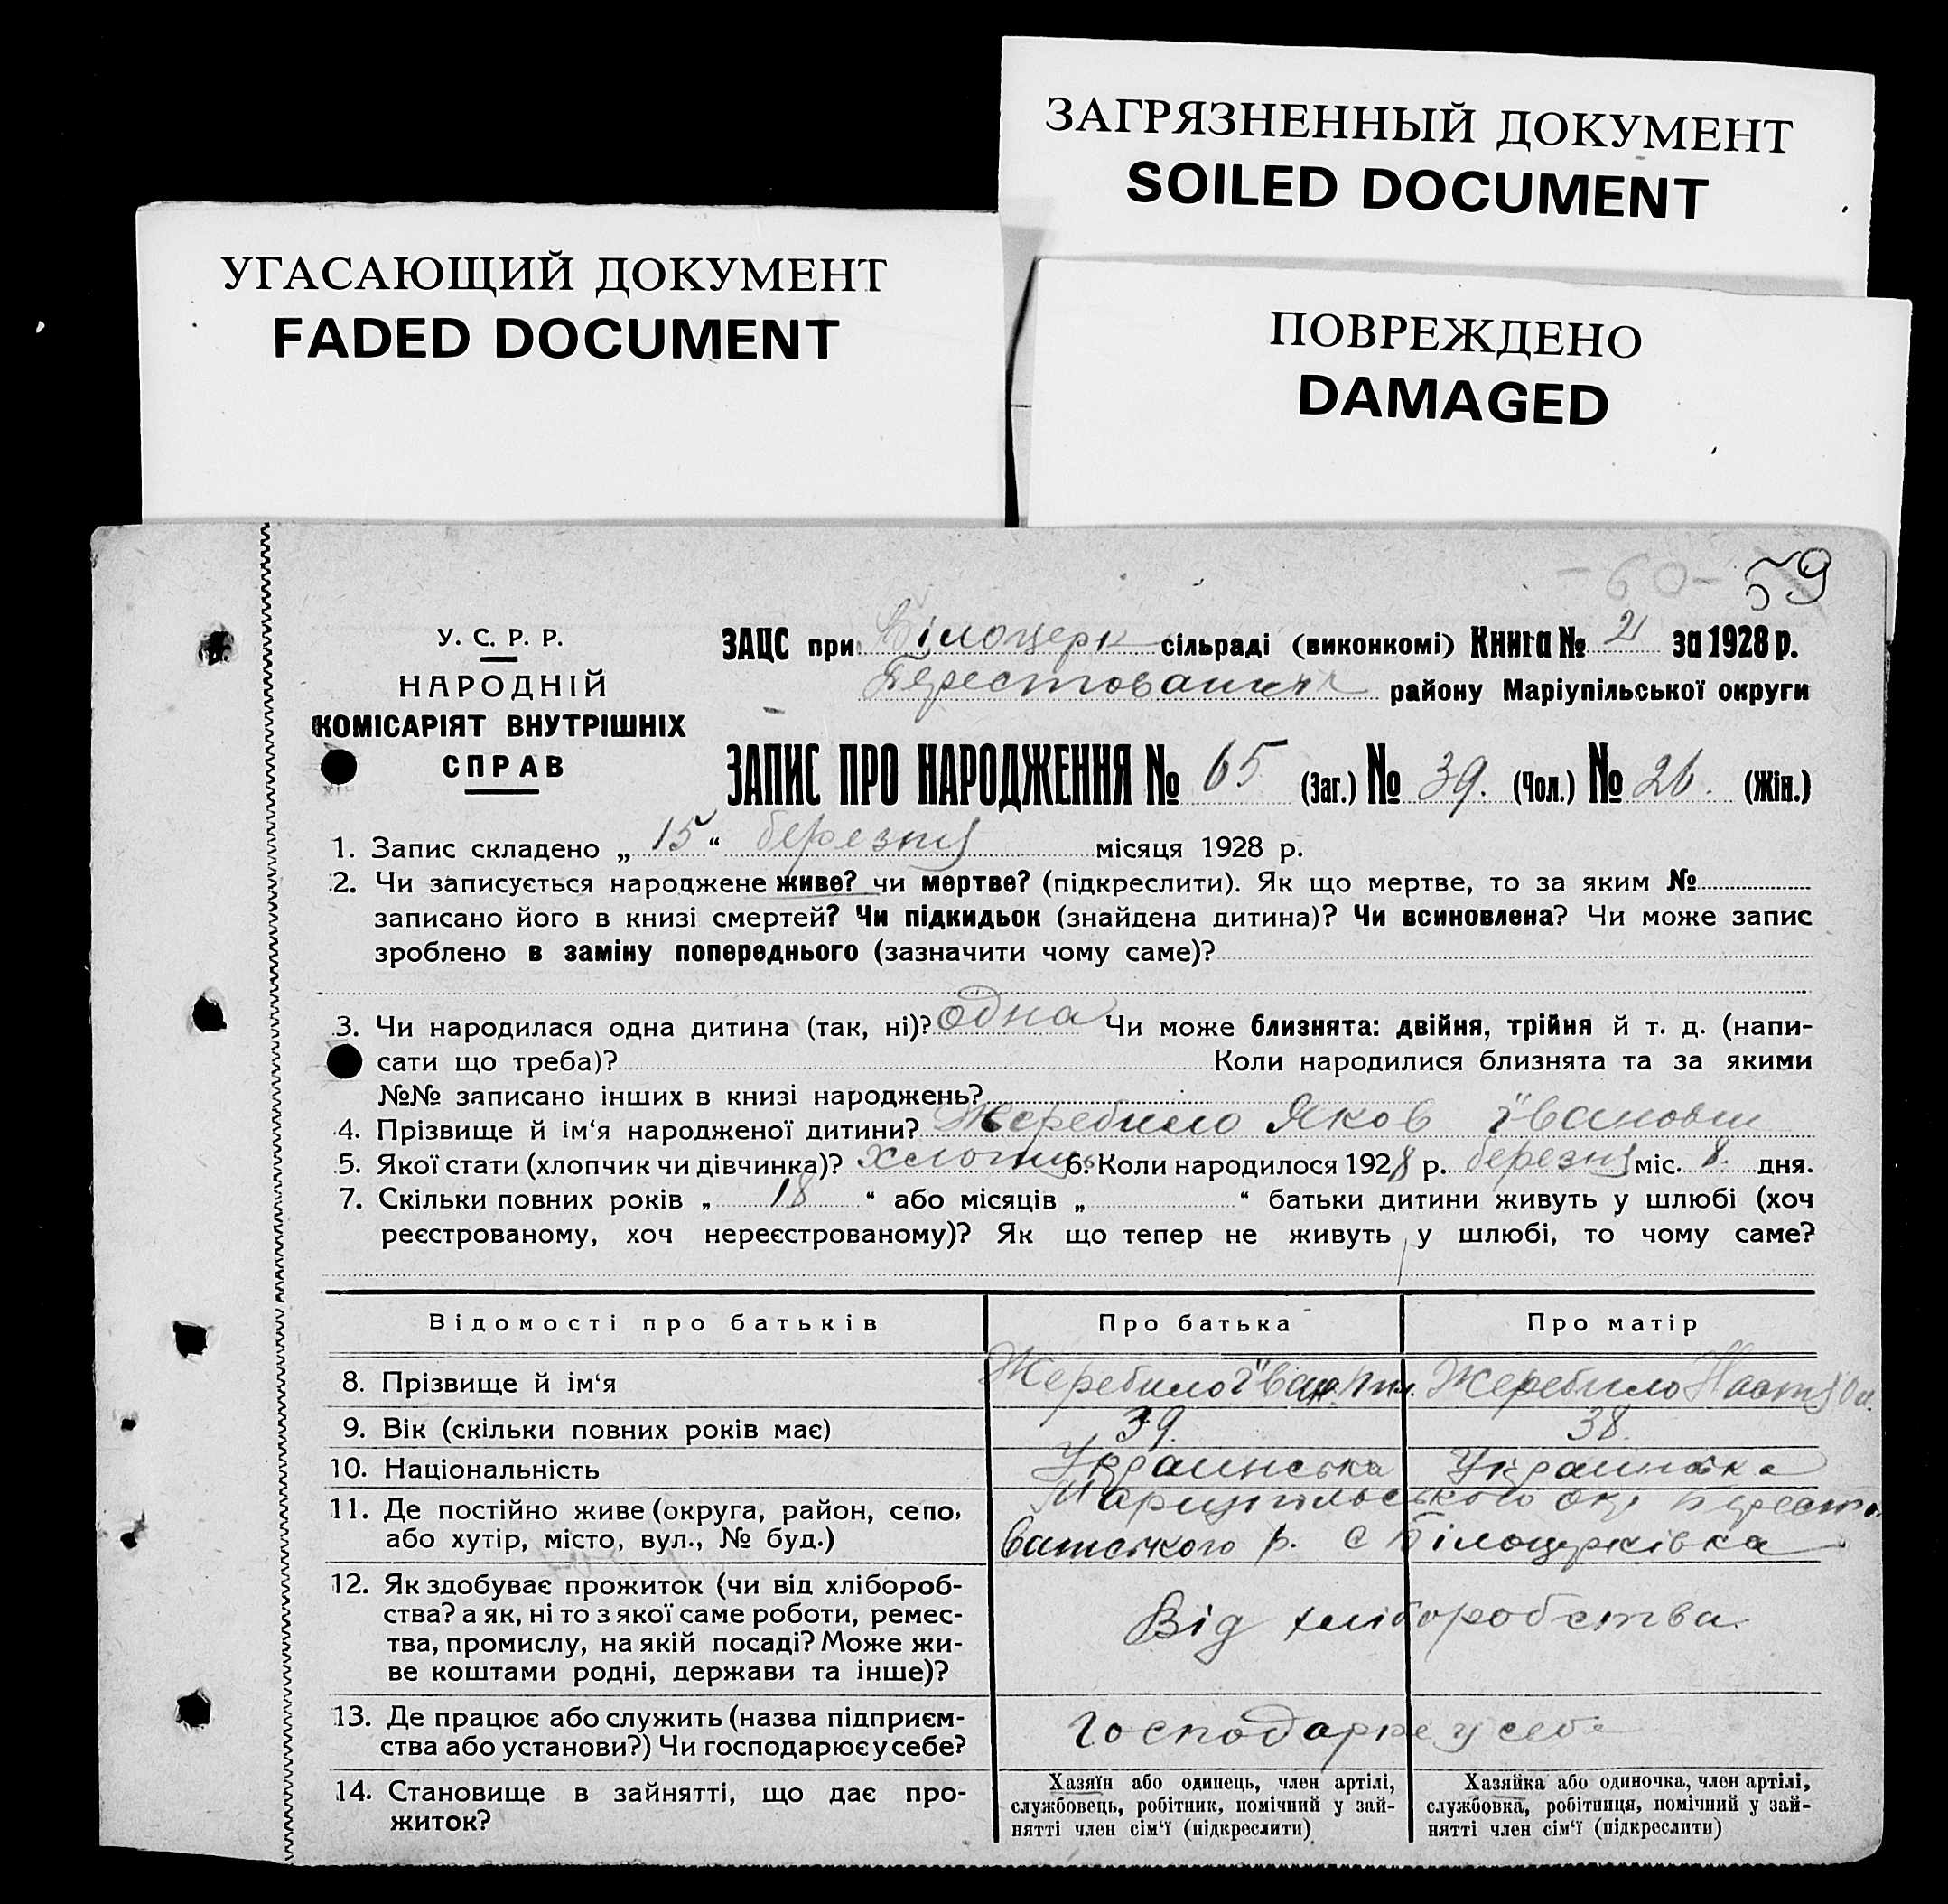 ЗАГРЯЗНЕННЫЙ ДОКУМЕНТ
SOILED DOCUMENT
УГАСАЮЩИЙ ДОКУМЕНТ
FADED DOCUMENT
ПОВРЕЖДЕНО
DAMAGED
-60- 59
У. С. Р. Р.
НАРОДНІЙ
КОМІСАРІЯТ ВНУТРІШНІХ
СПРАВ
ЗАЦС при Білоцерк сільраді (виконкомі) Книга № 21 за 1928 р.
району Маріупільської округи
ЗАПИС ПРО НАРОДЖЕННЯ № 65 (Заг.) № 39. (Чол.) № 26. (Жін.)
1. Запис складено „ 15 “ березня місяця 1928 р.
2. Чи записується народжене живе? чи мертве? (підкреслити). Як що мертве, то за яким №
записано його в книзі смертей? Чи підкидьок (знайдена дитина)? Чи всиновлена? Чи може запис
зроблено в заміну попереднього (зазначити чому саме)?
3. Чи народилася одна дитина (так, ні)? одна Чи може близнята: двійня, трійня й т. д. (напи-
сати що треба)? Коли народилися близнята та за якими
№№ записано інших в книзі народжень?
4. Прізвище й ім‘я народженої дитини? Жеребило Яков
5. Якої стати (хлопчик чи дівчинка)? хлопець 6. Коли народилося 1928 р. березня міс. 8. дня.
7. Скільки повних років „ 18 “ або місяців „ “ батьки дитини живуть у шлюбі (хоч
реєстрованому, хоч нереєстрованому)? Як що тепер не живуть у шлюбі, то чому саме?
Відомості про батьків Про батька Про матір
8. Прізвище й ім‘я Жеребило Їван Жеребило Настя
9. Вік (скільки повних років має) 39. 38.
10. Національність Украинська Украинська
11. Де постійно живе (округа, район, село, Мариупільського окр Бересто
або хутір, місто, вул., № буд.) ватського р. с Білоцерківка
12. Як здобуває прожиток (чи від хлібороб-
ства? а як, ні то з якої саме роботи, ремес-
тва, промислу, на якій посаді? Може жи-
ве коштами родні, держави та інше)?
Від хліборобства
13. Де працює або служить (назва підприєм-
ства або установи?) Чи господарює у себе?
Господарює у себе
14. Становище в зайнятті, що дає про-
житок?
Хазяїн або одинець, член артілі,
службовець, робітник, помічний у зай-
нятті член сім‘ї (підкреслити)
Хазяйка або одиночка, член артілі,
службовка, робітниця, помічний у зай-
нятті член сім‘ї (підкреслити)